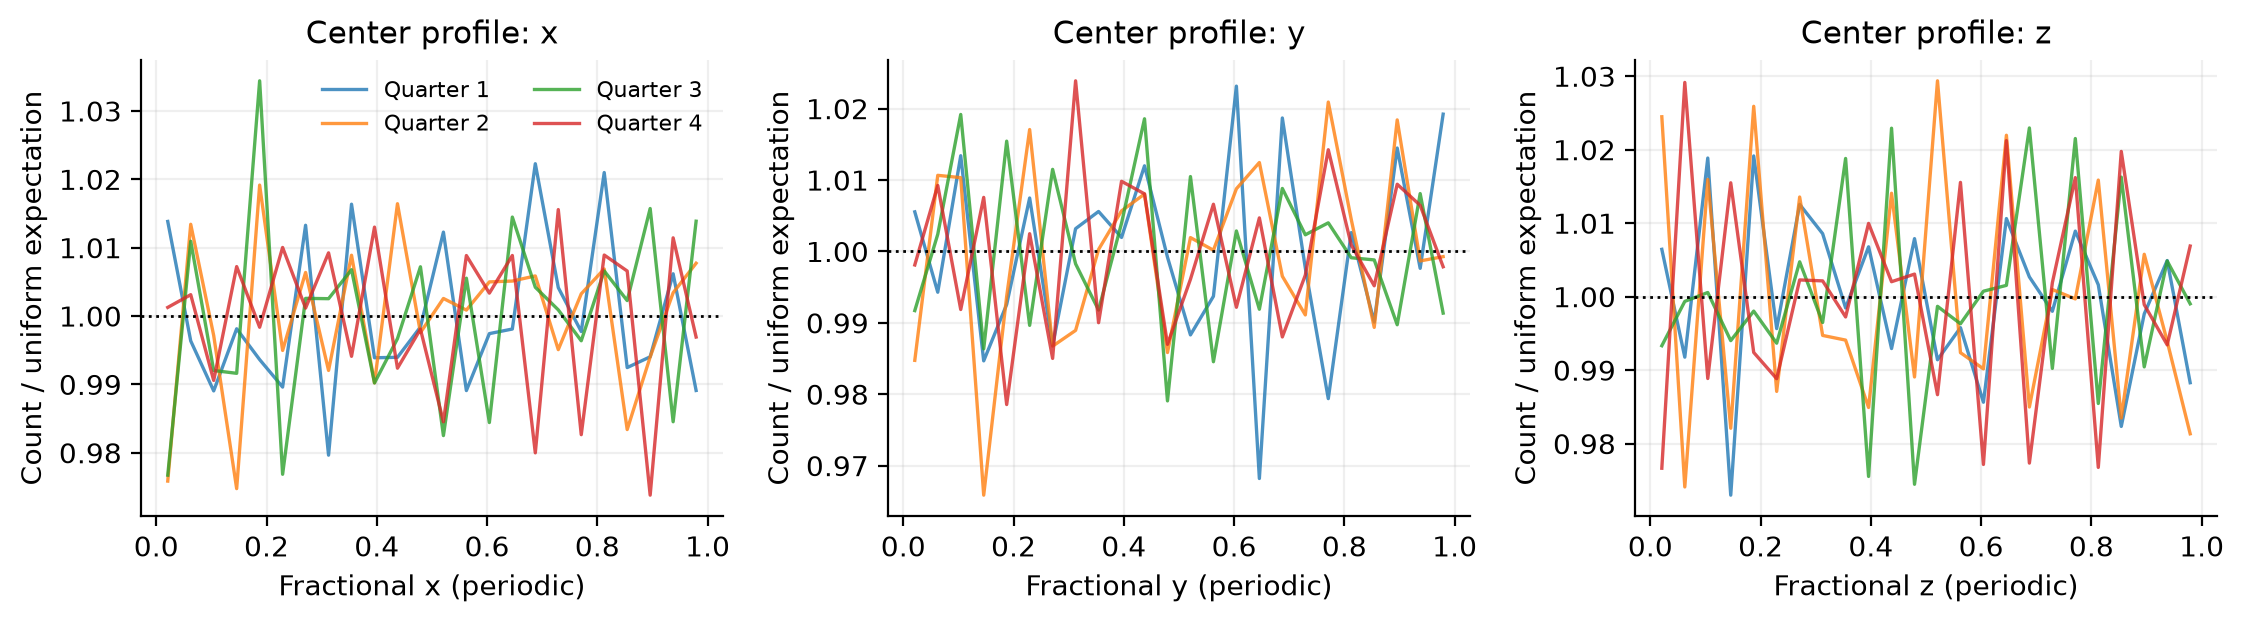 Center profile: x
Count / uniform expectation
1.03
1.02
1.01
1.00
0.99
0.98
Quarter 1
Quarter 2
Quarter 3
Quarter 4
0.0 0.2 0.4 0.6 0.8 1.0
Fractional x (periodic)
Center profile: y
Count / uniform expectation
1.02
1.01
1.00
0.99
0.98
0.97
0.0 0.2 0.4 0.6 0.8 1.0
Fractional y (periodic)
Center profile: z
Count / uniform expectation
1.03
1.02
1.01
1.00
0.99
0.98
0.0 0.2 0.4 0.6 0.8 1.0
Fractional z (periodic)